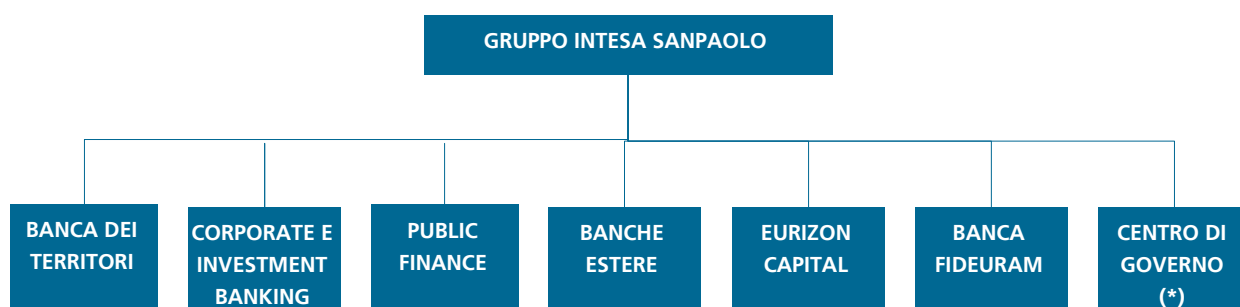 GRUPPO INTESA SANPAOLO
BANCA DEI
TERRITORI
CORPORATE E
INVESTMENT
BANKING
PUBLIC
FINANCE
BANCHE
ESTERE
EURIZON
CAPITAL
BANCA
FIDEURAM
CENTRO DI
GOVERNO
(*)